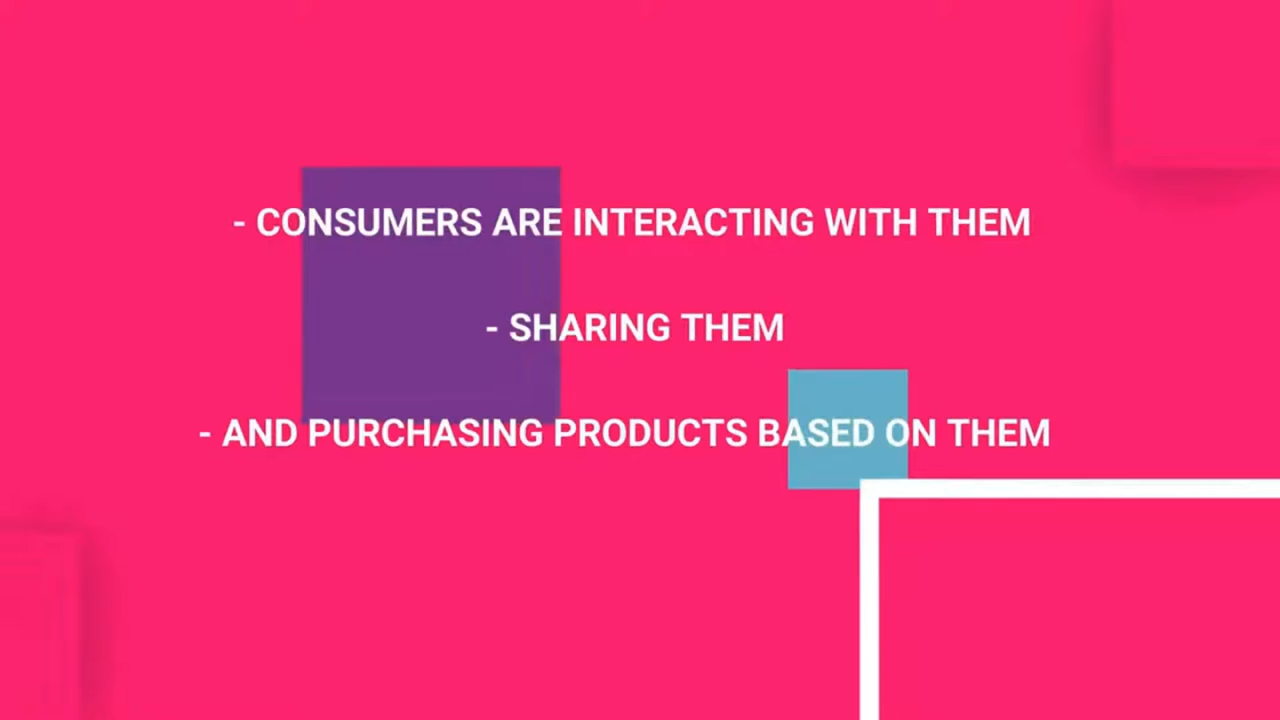 - CONSUMERS ARE INTERACTING WITH THEM
- SHARING THEM
- AND PURCHASING PRODUCTS BASED ON THEM